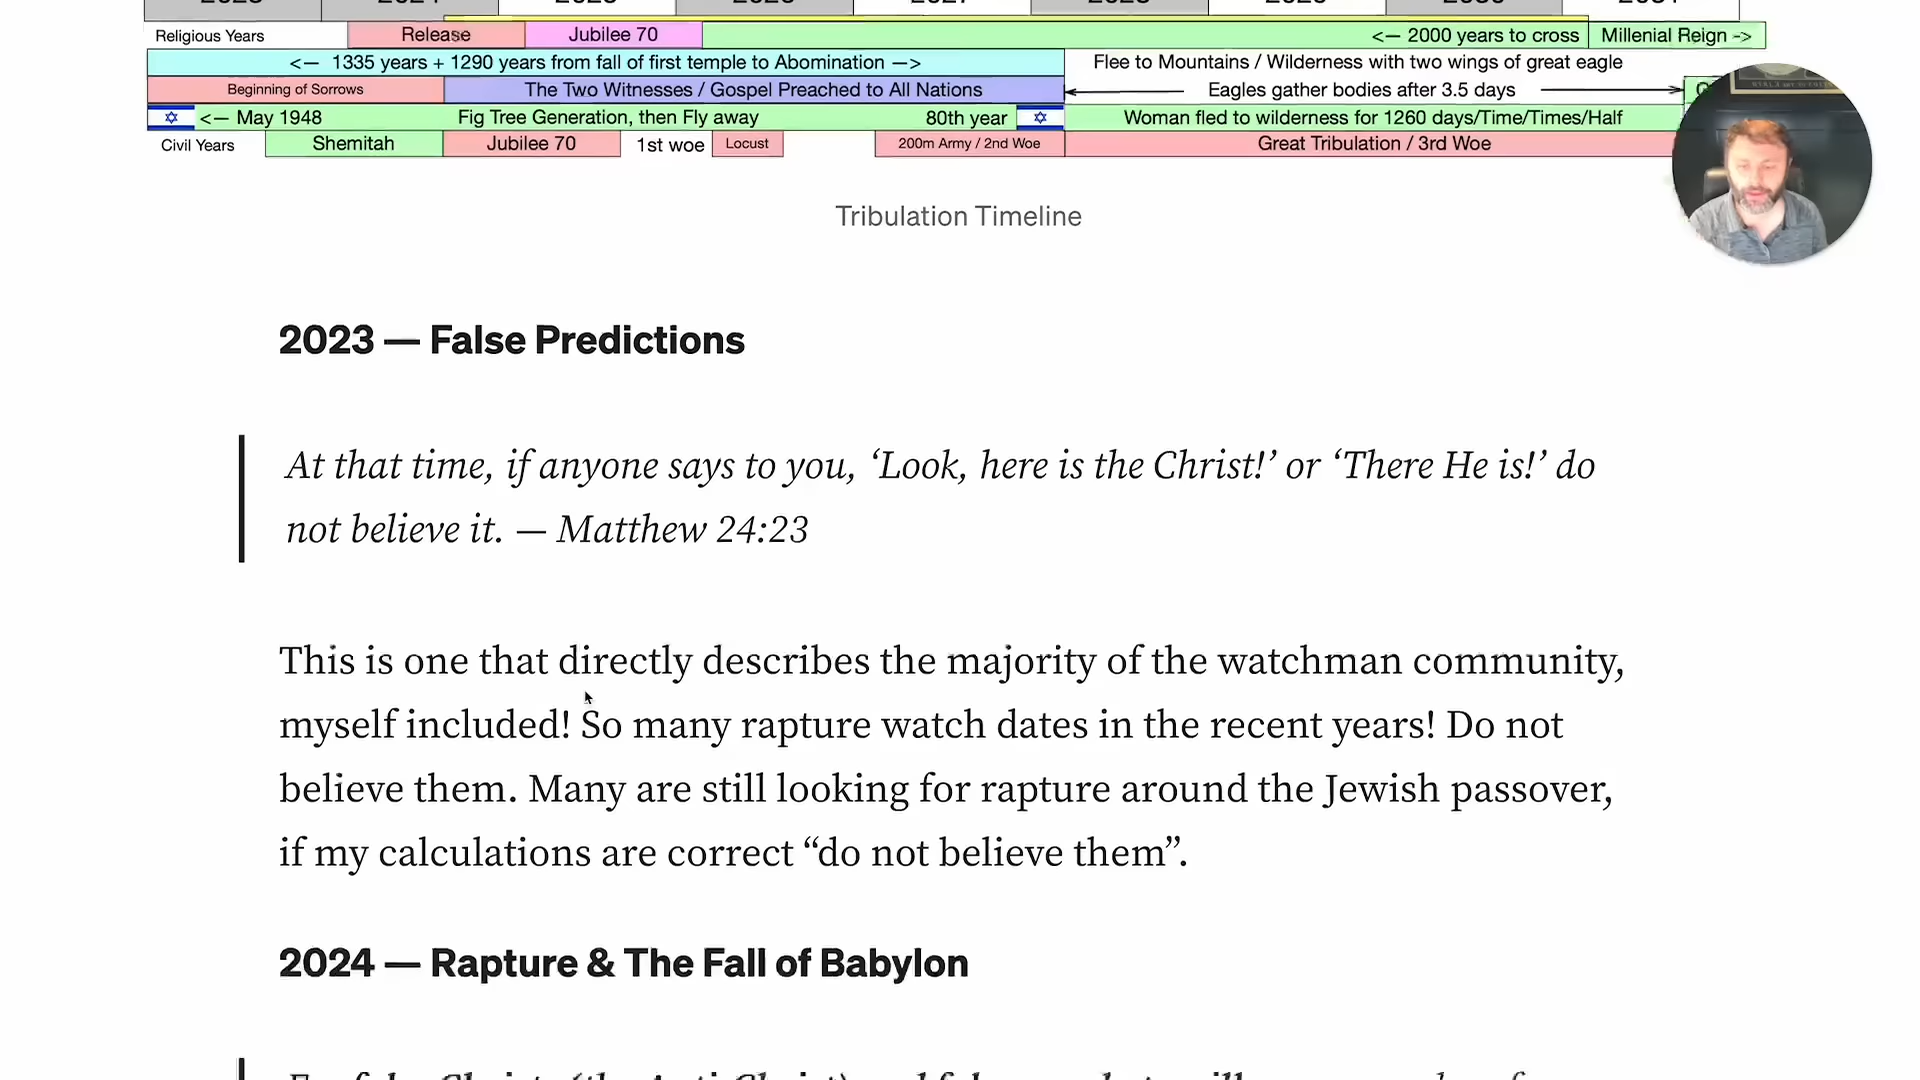 Religious Years
Release
Jubilee 70
<— 2000 years to cross
Millenial Reign ->
<— 1335 years + 1290 years from fall of first temple to Abomination —>
Flee to Mountains / Wilderness with two wings of great eagle
Beginning of Sorrows
The Two Witnesses / Gospel Preached to All Nations
Eagles gather bodies after 3.5 days
<— May 1948
Fig Tree Generation, then Fly away
80th year
Woman fled to wilderness for 1260 days/Time/Times/Half
Civil Years
Shemitah
Jubilee 70
1st woe
Locust
200m Army / 2nd Woe
Great Tribulation / 3rd Woe
Tribulation Timeline
2023 — False Predictions
At that time, if anyone says to you, ‘Look, here is the Christ!’ or ‘There He is!’ do
not believe it. — Matthew 24:23
This is one that directly describes the majority of the watchman community,
myself included! So many rapture watch dates in the recent years! Do not
believe them. Many are still looking for rapture around the Jewish passover,
if my calculations are correct “do not believe them”.
2024 — Rapture & The Fall of Babylon